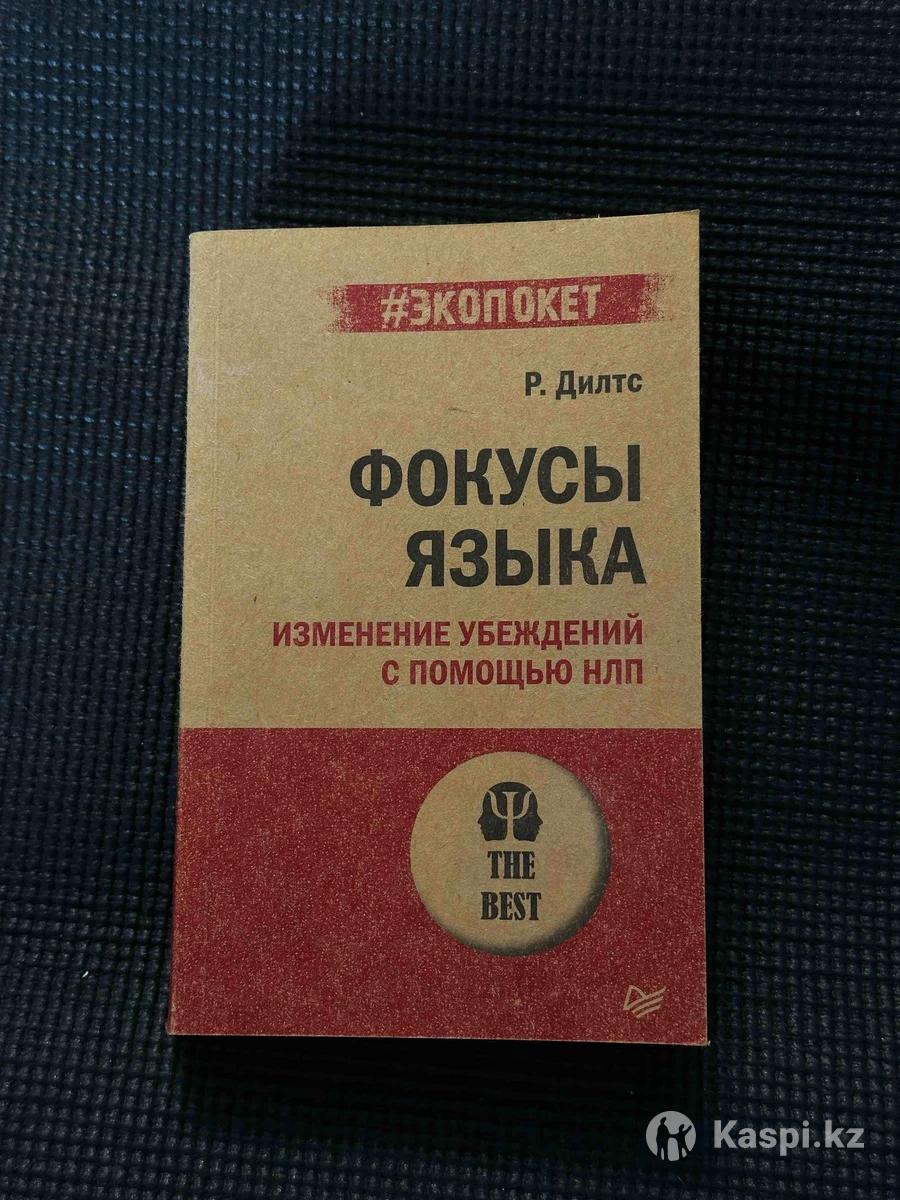 #ЭКОПОКЕТ
Р. Дилтс
ФОКУСЫ
ЯЗЫКА
ИЗМЕНЕНИЕ УБЕЖДЕНИЙ
С ПОМОЩЬЮ НЛП
THE
BEST
Kaspi.kz